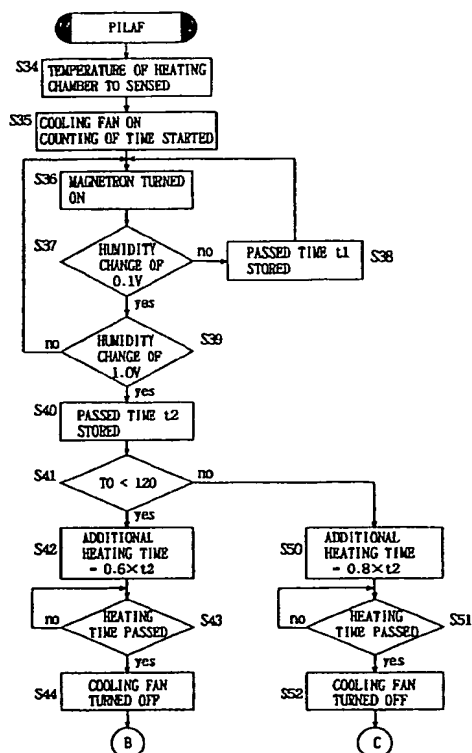 PILAF
S34
TEMPERATURE OF HEATING
CHAMBER TO SENSED
S35
COOLING FAN ON
COUNTING OF TIME STARTED
S36
MAGNETRON TURNED
ON
S37
HUMIDITY
CHANGE OF
0.1V
no
PASSED TIME t1
STORED
S38
yes
no
HUMIDITY
CHANGE OF
1.0V
S39
yes
S40
PASSED TIME t2
STORED
S41
T0 < 120
no
yes
S42
ADDITIONAL
HEATING TIME
= 0.6×t2
S50
ADDITIONAL
HEATING TIME
= 0.8×t2
no
HEATING
TIME PASSED
S43
no
HEATING
TIME PASSED
S51
yes
yes
S44
COOLING FAN
TURNED OFF
S52
COOLING FAN
TURNED OFF
B
C